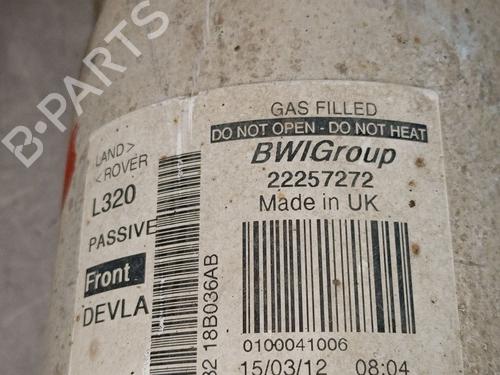 B-PARTS
LAND>
<ROVER
L320
PASSIVE
Front
DEVLA
18B036AB
GAS FILLED
DO NOT OPEN - DO NOT HEAT
BWIGroup
22257272
Made in UK
0100041006
15/03/12 08:04